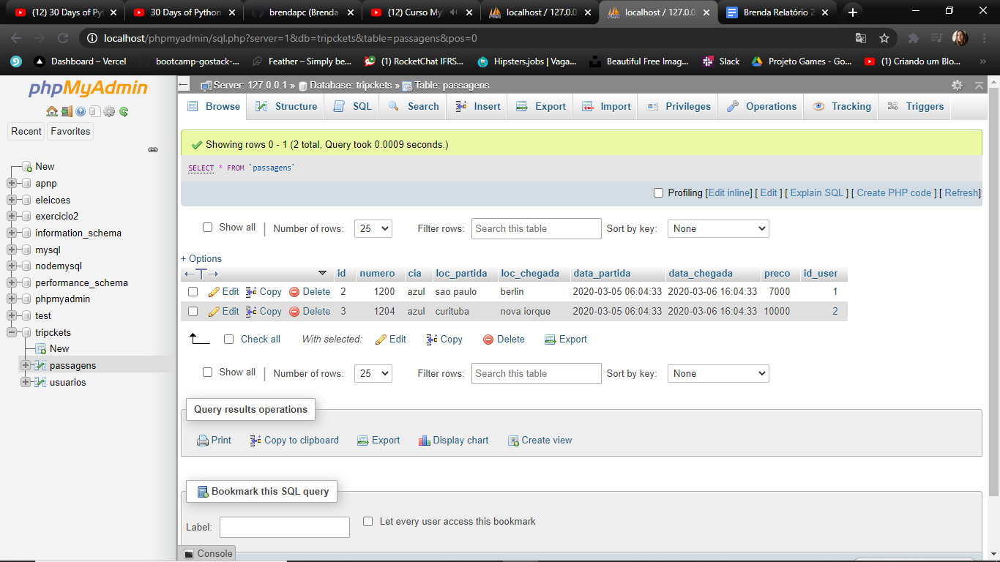 (12) 30 Days of Pyt
30 Days of Python
brendapc (Brenda
(12) Curso My
localhost / 127.0.0
localhost / 127.0.0
Brenda Relatório 2
localhost/phpmyadmin/sql.php?server=1&db=tripckets&table=passagens&pos=0
Dashboard – Vercel
bootcamp-gostack-...
Feather – Simply be...
(1) RocketChat IFRS...
Hipsters.jobs | Vaga...
Beautiful Free Imag...
Slack
Projeto Games - Go...
(1) Criando um Blo...
phpMyAdmin
Recent
Favorites
New
apnp
eleicoes
exercicio2
information_schema
mysql
nodemysql
performance_schema
phpmyadmin
test
tripckets
New
passagens
usuarios
Server: 127.0.0.1 » Database: tripckets » Table: passagens
Browse
Structure
SQL
Search
Insert
Export
Import
Privileges
Operations
Tracking
Triggers
Showing rows 0 - 1 (2 total, Query took 0.0009 seconds.)
SELECT * FROM `passagens`
Profiling [Edit inline] [ Edit ] [ Explain SQL ] [ Create PHP code ] [ Refresh]
Show all | Number of rows: 25 Filter rows: Search this table Sort by key: None
+ Options
id numero cia loc_partida loc_chegada data_partida data_chegada preco id_user
Edit Copy Delete 2 1200 azul sao paulo berlin 2020-03-05 06:04:33 2020-03-06 16:04:33 7000 1
Edit Copy Delete 3 1204 azul curituba nova iorque 2020-03-05 06:04:33 2020-03-06 16:04:33 10000 2
Check all With selected: Edit Copy Delete Export
Show all | Number of rows: 25 Filter rows: Search this table Sort by key: None
Query results operations
Print Copy to clipboard Export Display chart Create view
Bookmark this SQL query
Label: Let every user access this bookmark
Console